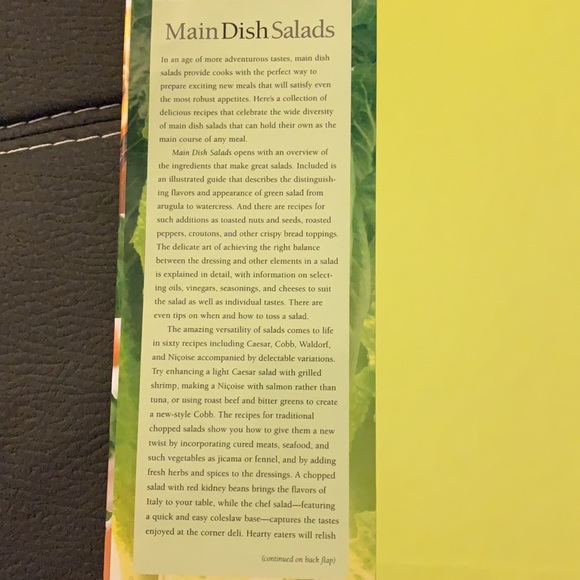 Main Dish Salads
In an age of more adventurous tastes, main dish
salads provide cooks with the perfect way to
prepare exciting new meals that will satisfy even
the most robust appetites. Here's a collection of
delicious recipes that celebrate the wide diversity
of main dish salads that can hold their own as the
main course of any meal.
Main Dish Salads opens with an overview of
the ingredients that make great salads. Included is
an illustrated guide that describes the distinguish-
ing flavors and appearance of green salad from
arugula to watercress. And there are recipes for
such additions as toasted nuts and seeds, roasted
peppers, croutons, and other crispy bread toppings.
The delicate art of achieving the right balance
between the dressing and other elements in a salad
is explained in detail, with information on select-
ing oils, vinegars, seasonings, and cheeses to suit
the salad as well as individual tastes. There are
even tips on when and how to toss a salad.
The amazing versatility of salads comes to life
in sixty recipes including Caesar, Cobb, Waldorf,
and Niçoise accompanied by delectable variations.
Try enhancing a light Caesar salad with grilled
shrimp, making a Niçoise with salmon rather than
tuna, or using roast beef and bitter greens to create
a new-style Cobb. The recipes for traditional
chopped salads show you how to give them a new
twist by incorporating cured meats, seafood, and
such vegetables as jicama or fennel, and by adding
fresh herbs and spices to the dressings. A chopped
salad with red kidney beans brings the flavors of
Italy to your table, while the chef salad—featuring
a quick and easy coleslaw base—captures the tastes
enjoyed at the corner deli. Hearty eaters will relish
(continued on back flap)